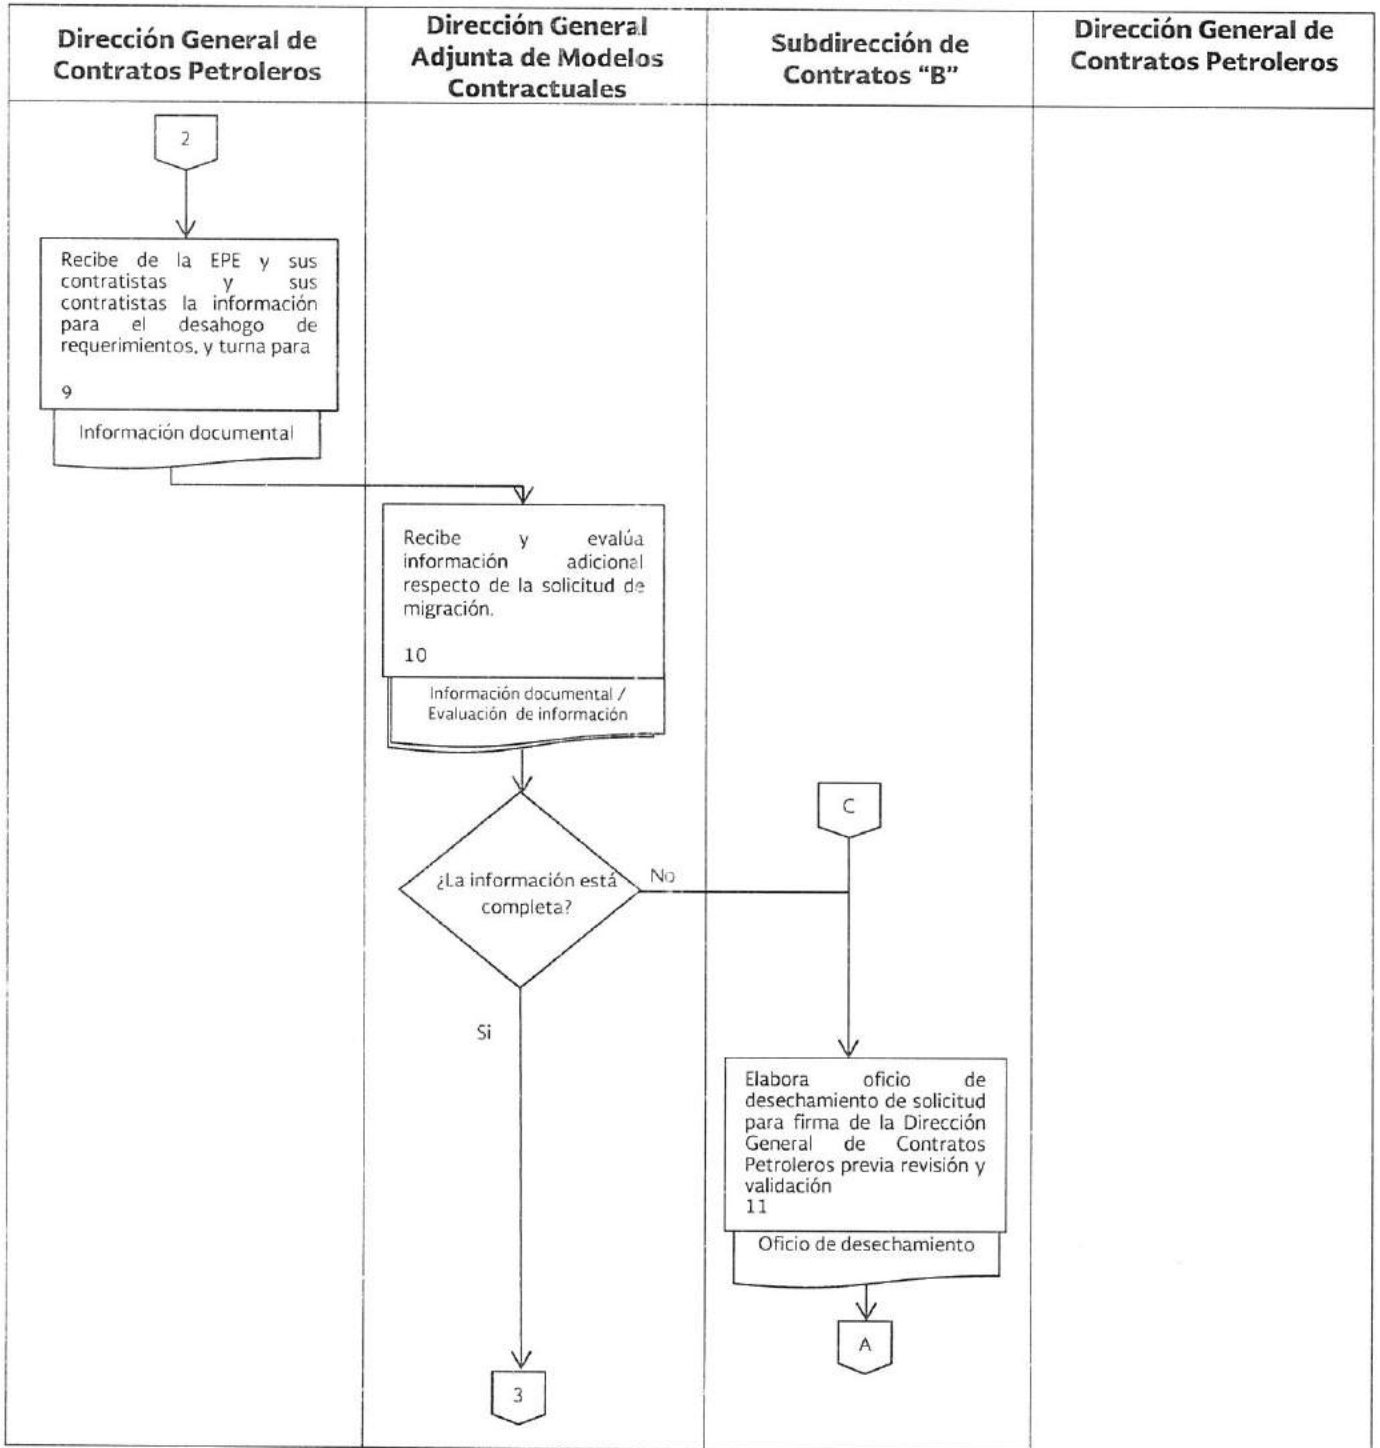 Dirección General de
Contratos Petroleros
Dirección General
Adjunta de Modelos
Contractuales
Subdirección de
Contratos "B"
Dirección General de
Contratos Petroleros
2
Recibe de la EPE y sus
contratistas y sus
contratistas la información
para el desahogo de
requerimientos, y turna para
9
Información documental
Recibe y evalúa
información adicional
respecto de la solicitud de
migración.
10
Información documental /
Evaluación de información
C
¿La información está
completa?
No
Si
Elabora oficio de
desechamiento de solicitud
para firma de la Dirección
General de Contratos
Petroleros previa revisión y
validación
11
Oficio de desechamiento
A
3